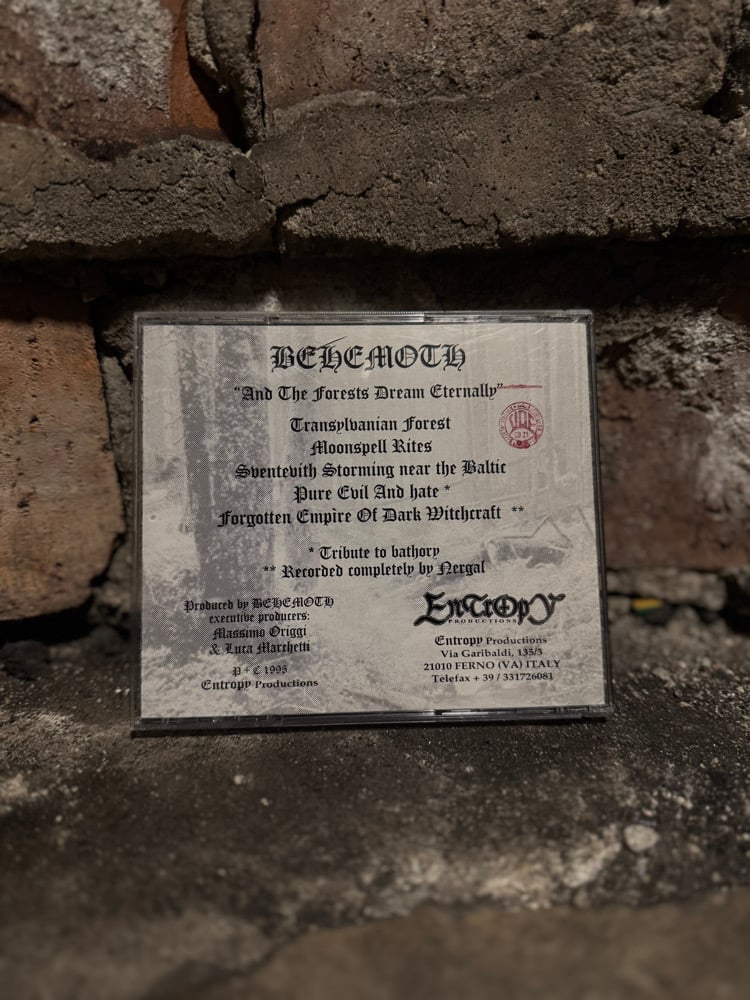 BEHEMOTH
"And The Forests Dream Eternally"
Transylvanian Forest
Moonspell Rites
Sventevith Storming near the Baltic
Pure Evil And hate *
Forgotten Empire Of Dark Witchcraft **
* Tribute to bathory
** Recorded completely by Nergal
Produced by BEHEMOTH
executive producers:
Massimo Origgi
& Luca Marchetti
P + C 1995
Entropy Productions
EnTrOpY
PRODUCTIONS
Entropy Productions
Via Garibaldi, 135/3
21010 FERNO (VA) ITALY
Telefax + 39 / 331726081